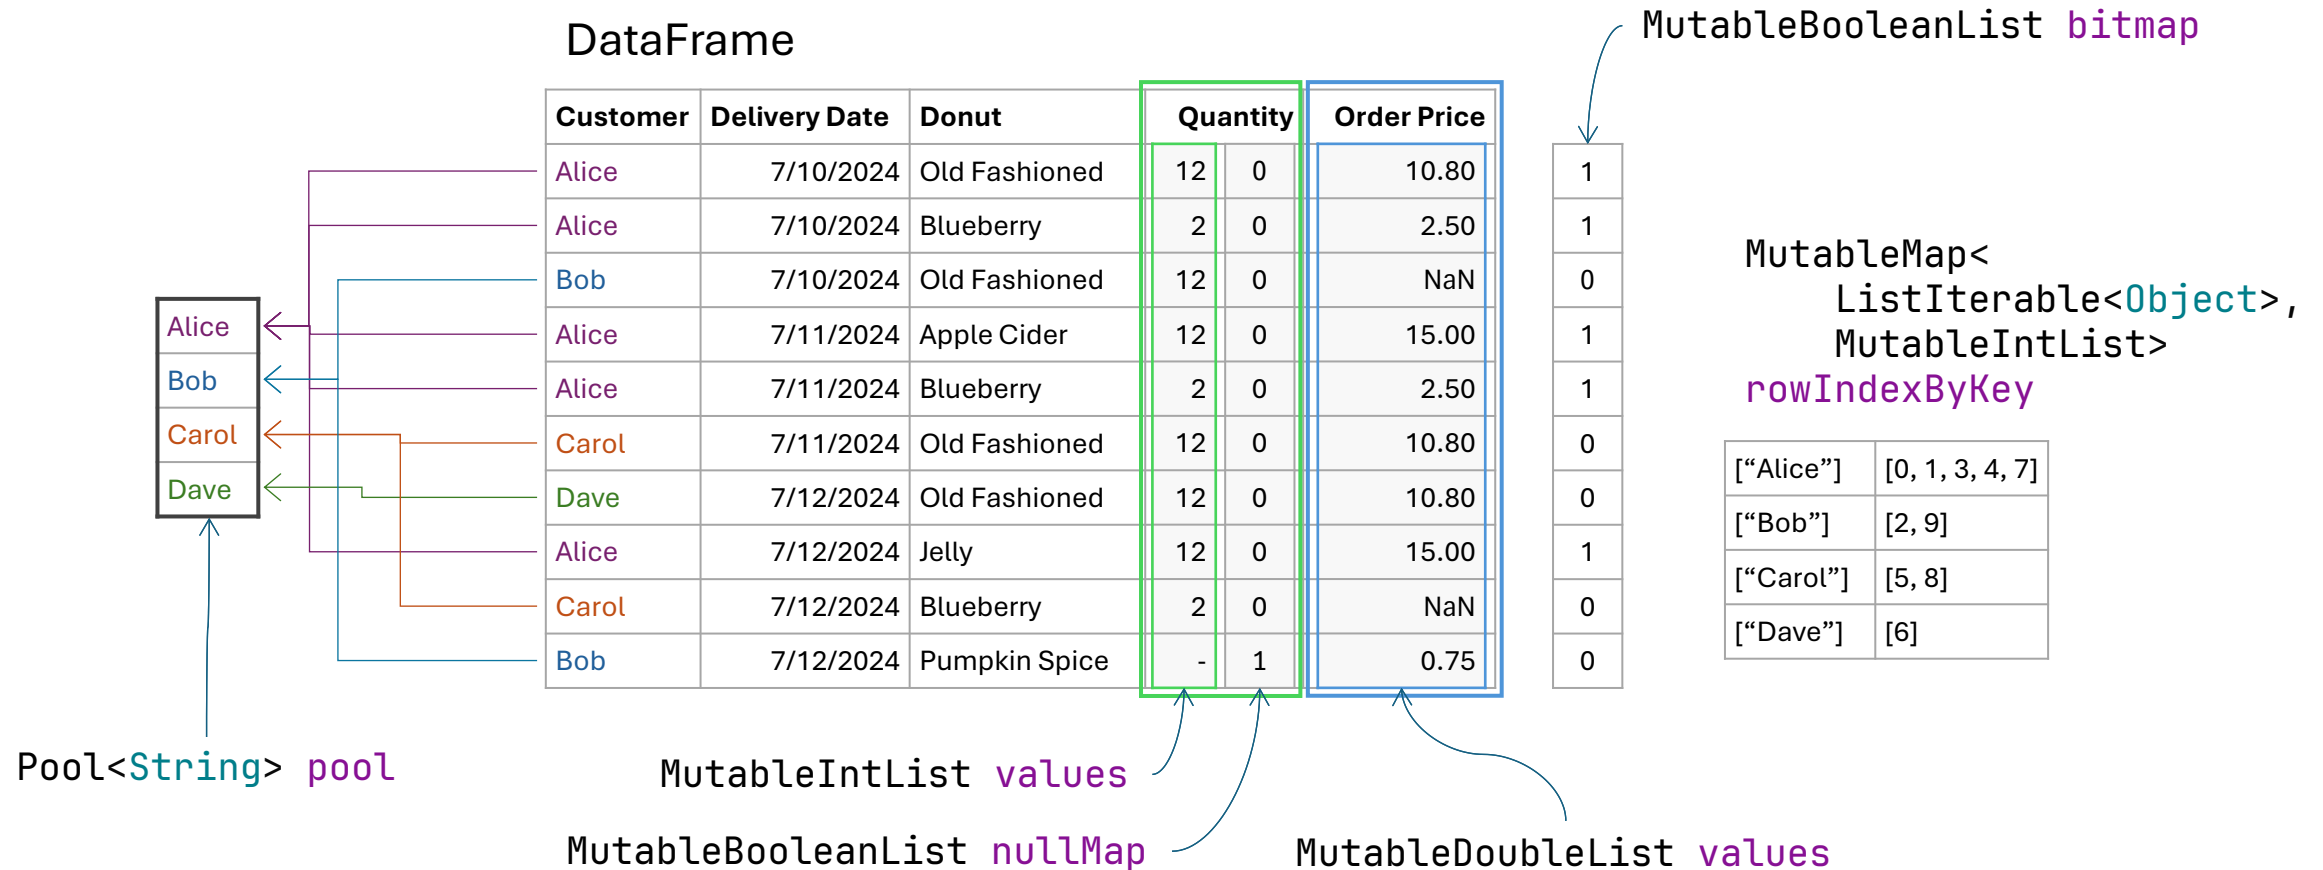 MutableBooleanList bitmap
DataFrame
Customer Delivery Date Donut Quantity Order Price
Alice 7/10/2024 Old Fashioned 12 0 10.80 1
Alice 7/10/2024 Blueberry 2 0 2.50 1
Bob 7/10/2024 Old Fashioned 12 0 NaN 0
Alice 7/11/2024 Apple Cider 12 0 15.00 1
Alice 7/11/2024 Blueberry 2 0 2.50 1
Carol 7/11/2024 Old Fashioned 12 0 10.80 0
Dave 7/12/2024 Old Fashioned 12 0 10.80 0
Alice 7/12/2024 Jelly 12 0 15.00 1
Carol 7/12/2024 Blueberry 2 0 NaN 0
Bob 7/12/2024 Pumpkin Spice - 1 0.75 0
Alice
Bob
Carol
Dave
MutableMap<
ListIterable<Object>,
MutableIntList>
rowIndexByKey
[“Alice”] [0, 1, 3, 4, 7]
[“Bob”] [2, 9]
[“Carol”] [5, 8]
[“Dave”] [6]
Pool<String> pool
MutableIntList values
MutableBooleanList nullMap
MutableDoubleList values